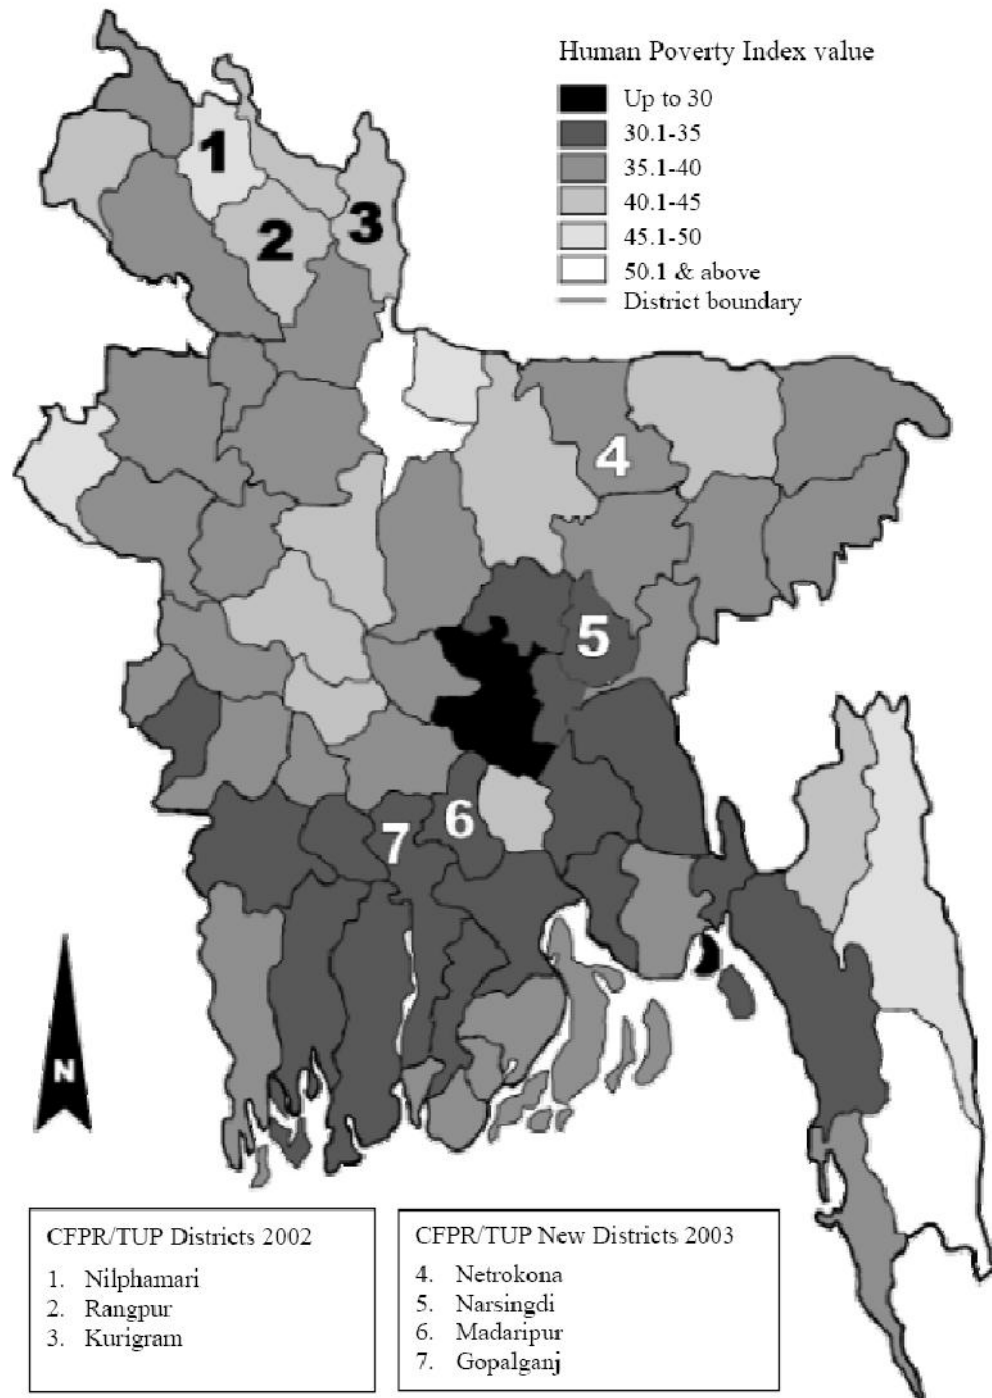 Human Poverty Index value
Up to 30
30.1-35
35.1-40
40.1-45
45.1-50
50.1 & above
District boundary
1
2
3
4
5
6
7
N
CFPR/TUP Districts 2002
1. Nilphamari
2. Rangpur
3. Kurigram
CFPR/TUP New Districts 2003
4. Netrokona
5. Narsingdi
6. Madaripur
7. Gopalganj